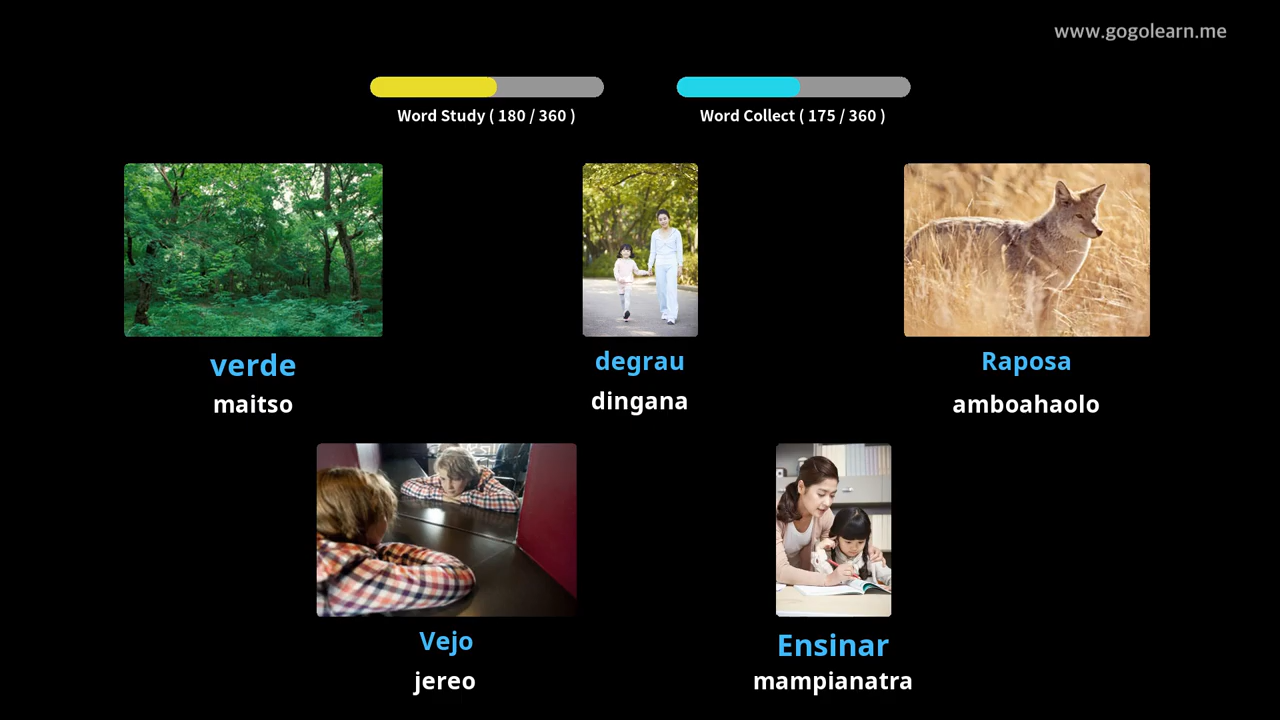 www.gogolearn.me
Word Study ( 180 / 360 )
Word Collect ( 175 / 360 )
verde
maitso
degrau
dingana
Raposa
amboahaolo
Vejo
jereo
Ensinar
mampianatra